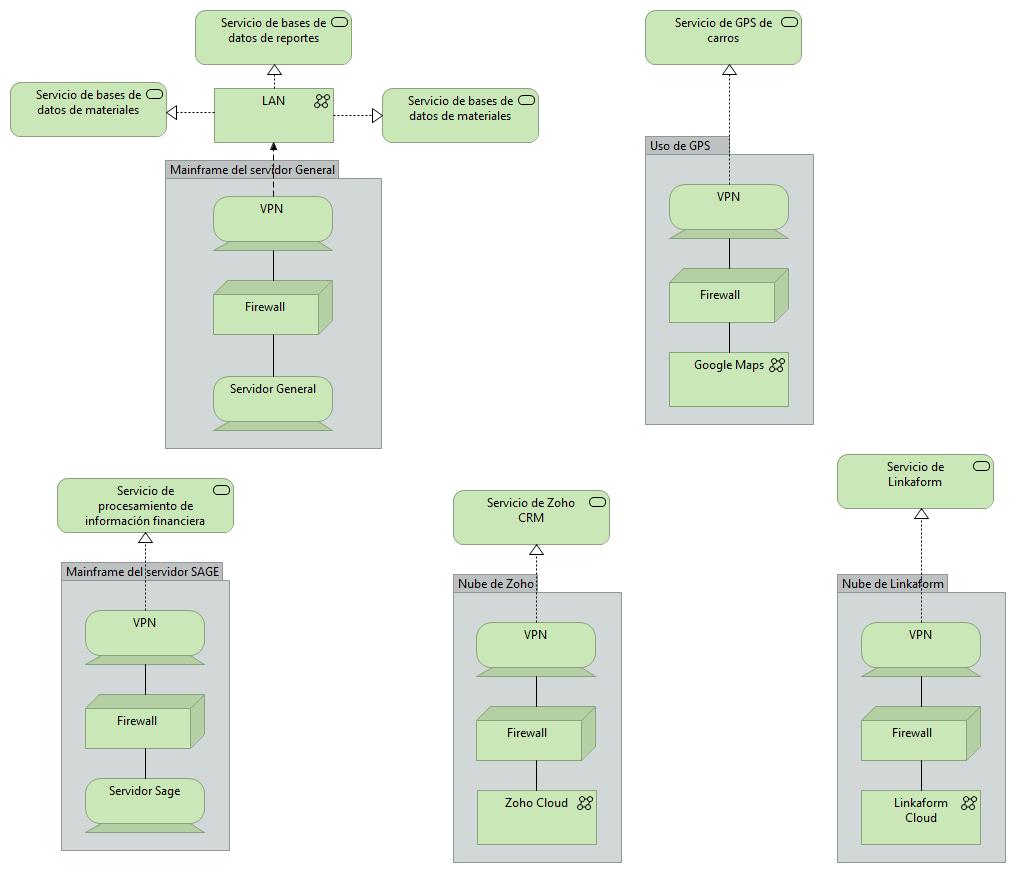 Servicio de bases de
datos de reportes
Servicio de GPS de
carros
Servicio de bases de
datos de materiales
LAN
Servicio de bases de
datos de materiales
Mainframe del servidor General
VPN
Firewall
Servidor General
Uso de GPS
VPN
Firewall
Google Maps
Servicio de
procesamiento de
información financiera
Mainframe del servidor SAGE
VPN
Firewall
Servidor Sage
Servicio de Zoho
CRM
Nube de Zoho
VPN
Firewall
Zoho Cloud
Servicio de
Linkaform
Nube de Linkaform
VPN
Firewall
Linkaform
Cloud